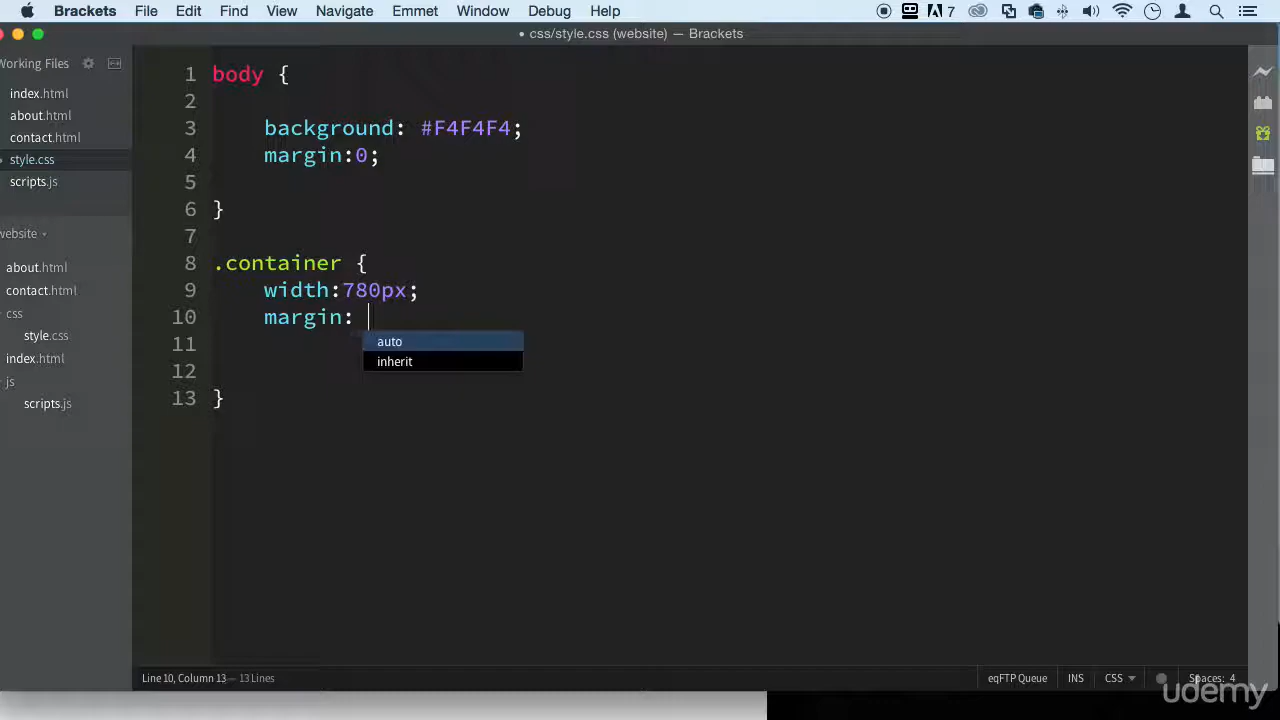 Brackets File Edit Find View Navigate Emmet Window Debug Help 7
• css/style.css (website) — Brackets
Working Files
index.html
about.html
contact.html
style.css
scripts.js
website
about.html
contact.html
css
style.css
index.html
js
scripts.js
1 body {
2
3 background: #F4F4F4;
4 margin:0;
5
6 }
7
8 .container {
9 width:780px;
10 margin:
auto
inherit
11
12
13 }
Line 10, Column 13 — 13 Lines eqFTP Queue INS CSS Spaces: 4
udemy